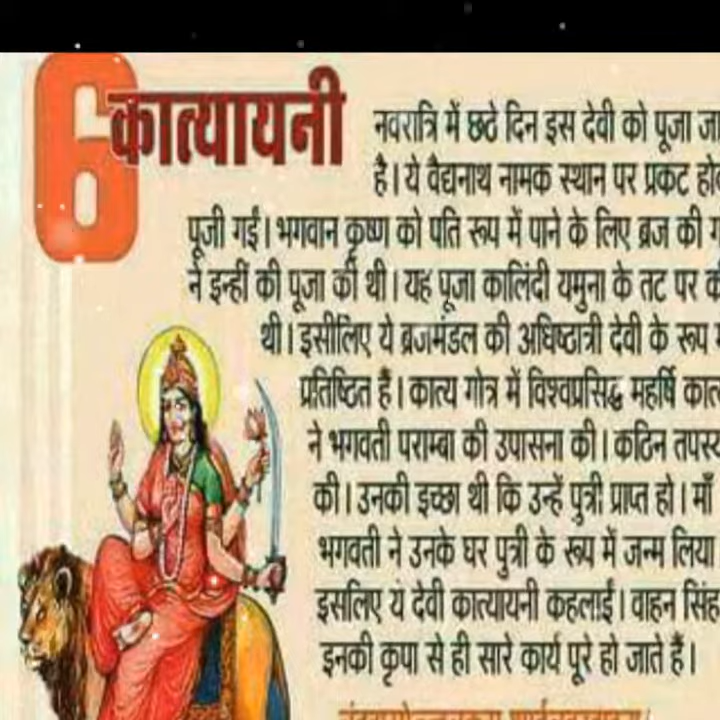 6
कात्यायनी
नवरात्रि में छठे दिन इस देवी को पूजा
है। ये वैद्यनाथ नामक स्थान पर प्रकट
पूजी गईं। भगवान कृष्ण को पति रूप में पाने के लिए ब्रज की
ने इन्हीं की पूजा की थी। यह पूजा कालिंदी यमुना के तट पर
थी। इसीलिए ये ब्रजमंडल की अधिष्ठात्री देवी के रूप
प्रतिष्ठित हैं। कात्य गोत्र में विश्वप्रसिद्ध महर्षि
ने भगवती पराम्बा की उपासना की। कठिन
की। उनकी इच्छा थी कि उन्हें पुत्री प्राप्त हो। माँ
भगवती ने उनके घर पुत्री के रूप में जन्म लिया
इसलिए ये देवी कात्यायनी कहलाईं। वाहन सिंह
इनकी कृपा से ही सारे कार्य पूरे हो जाते हैं।